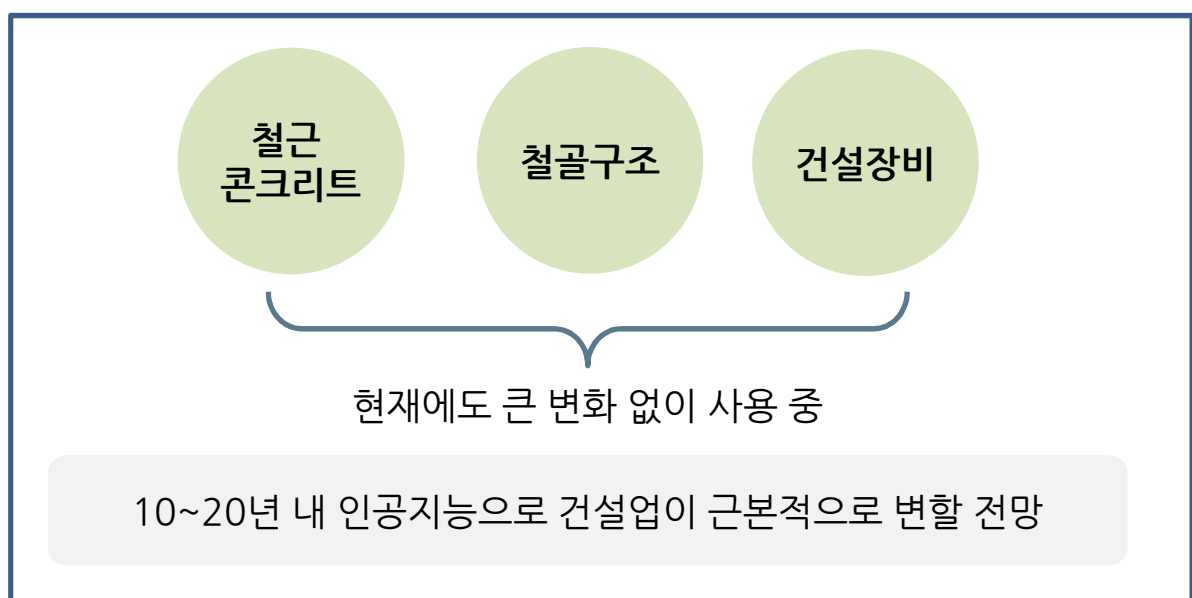 철근
콘크리트
철골구조
건설장비
현재에도 큰 변화 없이 사용 중
10~20년 내 인공지능으로 건설업이 근본적으로 변할 전망